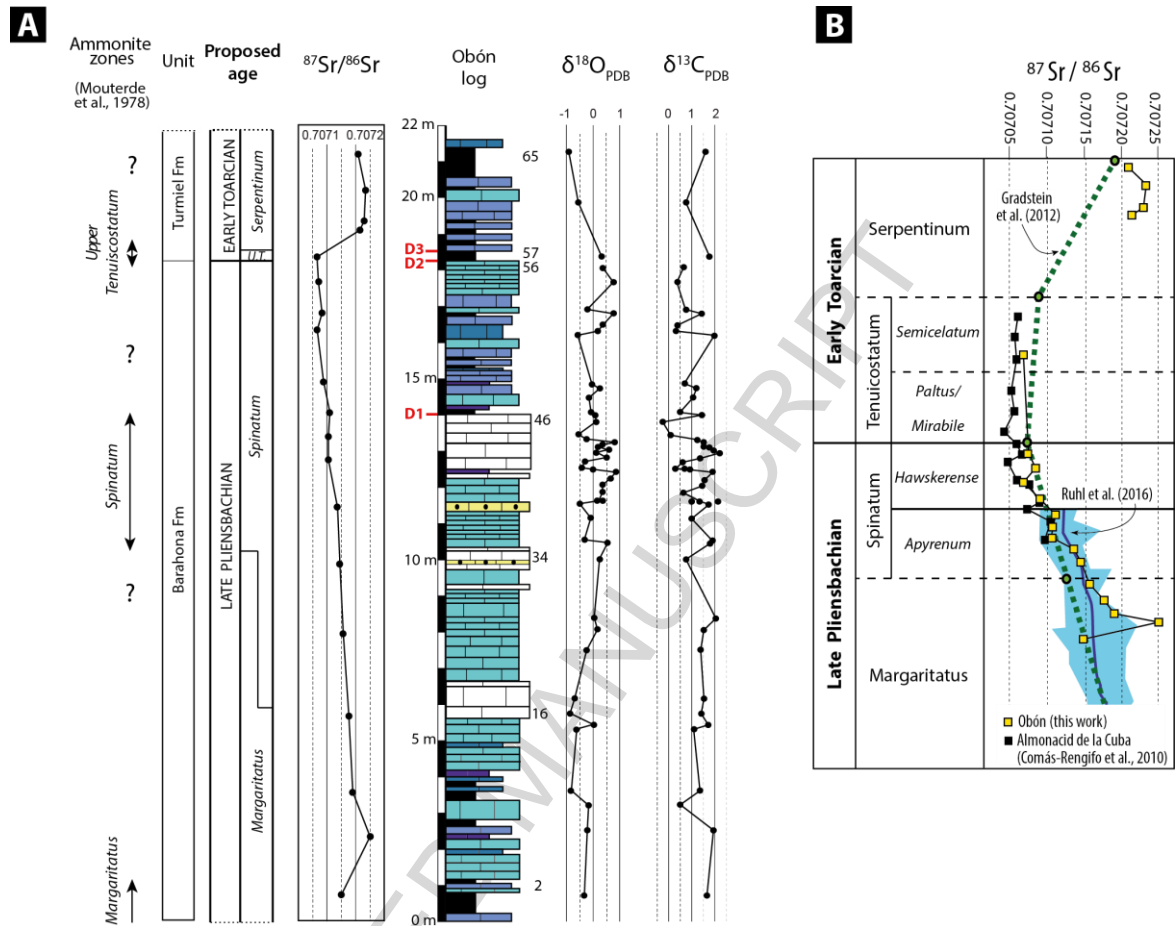 A
Ammonite zones
(Mouterde et al., 1978)
Unit
Proposed age
87Sr/86Sr
Obón log
δ18OPDB
δ13CPDB
0.7071
0.7072
22 m
-1
0
1
0
1
2
?
Upper Tenuiscostatum
?
Spinatum
?
Margaritatus
Turmiel Fm
Barahona Fm
EARLY TOARCIAN
LATE PLIENSBACHIAN
Serpentinum
U.T.
Spinatum
Margaritatus
20 m
15 m
10 m
5 m
0 m
D3
D2
D1
65
57
56
46
34
16
2
B
87 Sr / 86 Sr
0.70705
0.70710
0.70715
0.70720
0.70725
Early Toarcian
Late Pliensbachian
Serpentinum
Gradstein et al. (2012)
Tenuicostatum
Semicelatum
Paltus/
Mirabile
Spinatum
Hawskerense
Apyrenum
Ruhl et al. (2016)
Margaritatus
Obón (this work)
Almonacid de la Cuba
(Comás-Rengifo et al., 2010)
MANUSCRIPT